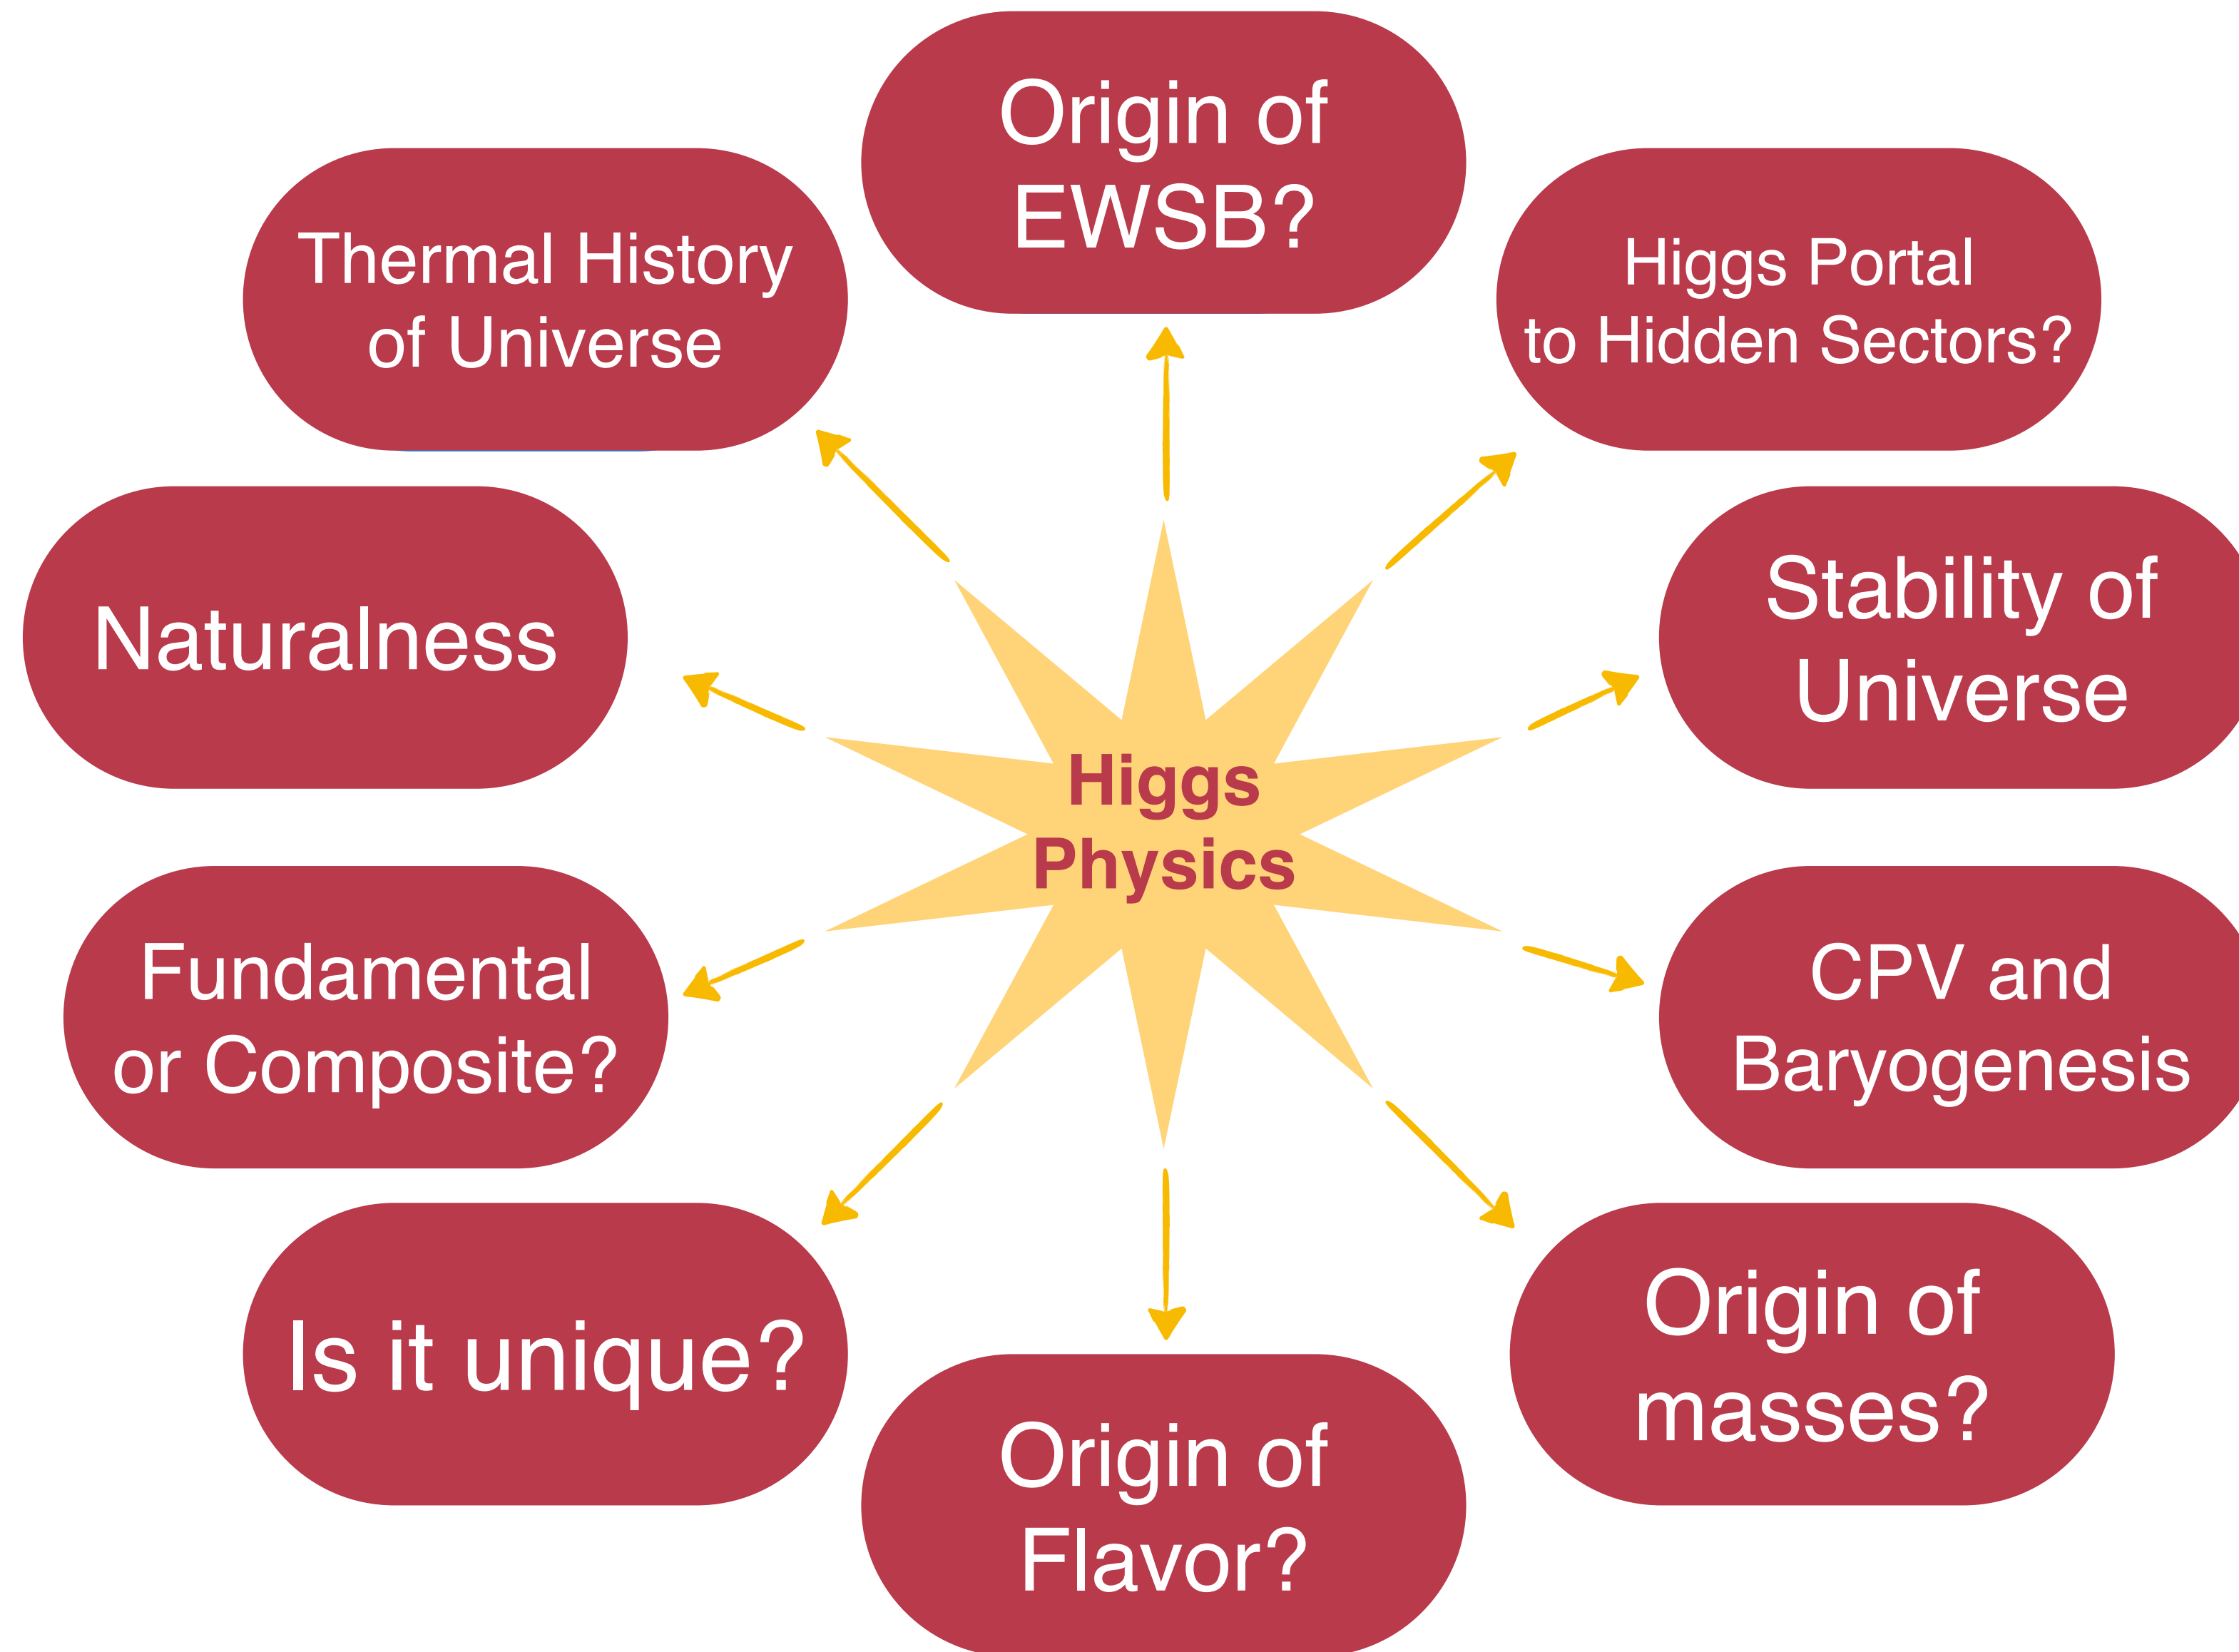 Origin of
EWSB?
Thermal History
of Universe
Higgs Portal
to Hidden Sectors?
Naturalness
Stability of
Universe
Higgs
Physics
Fundamental
or Composite?
CPV and
Baryogenesis
Is it unique?
Origin of
masses?
Origin of
Flavor?